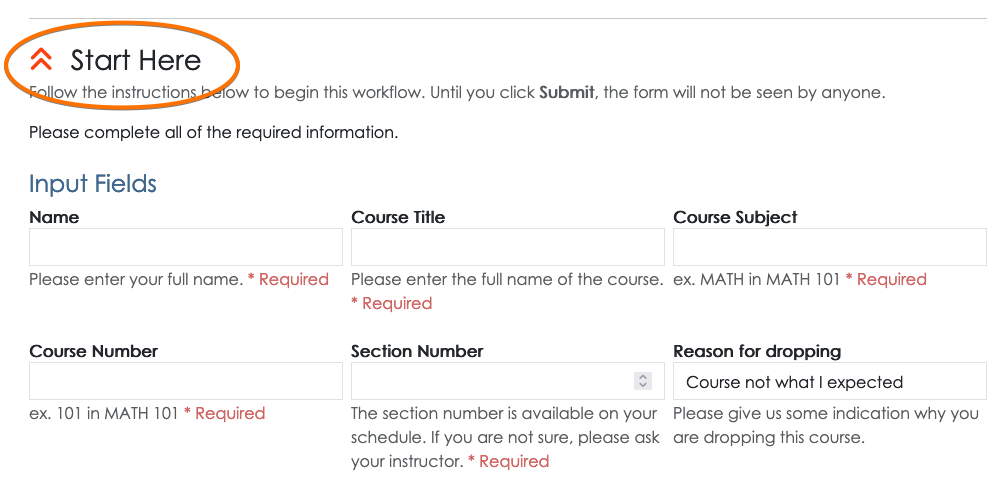 Start Here
Follow the instructions below to begin this workflow. Until you click Submit, the form will not be seen by anyone.
Please complete all of the required information.
Input Fields
Name
Please enter your full name. * Required
Course Title
Please enter the full name of the course.
* Required
Course Subject
ex. MATH in MATH 101 * Required
Course Number
ex. 101 in MATH 101 * Required
Section Number
The section number is available on your
schedule. If you are not sure, please ask
your instructor. * Required
Reason for dropping
Course not what I expected
Please give us some indication why you
are dropping this course.